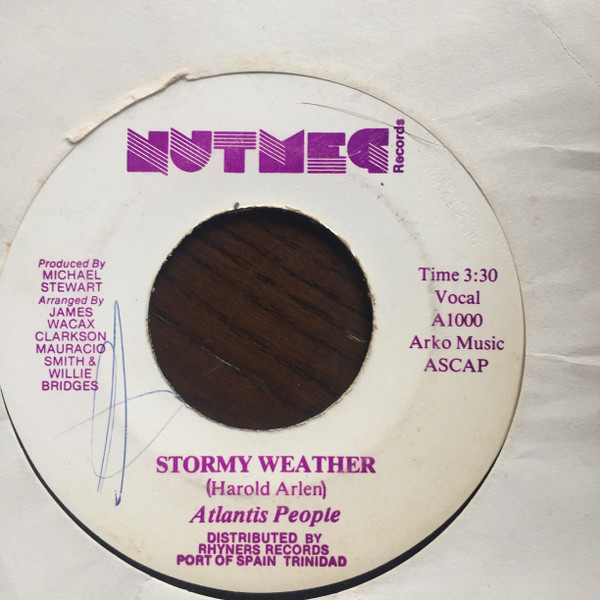 NUTMEG
Records
Produced By
MICHAEL
STEWART
Arranged By
JAMES
WACAX
CLARKSON
MAURACIO
SMITH &
WILLIE
BRIDGES
Time 3:30
Vocal
A1000
Arko Music
ASCAP
STORMY WEATHER
(Harold Arlen)
Atlantis People
DISTRIBUTED BY
RHYNERS RECORDS
PORT OF SPAIN TRINIDAD